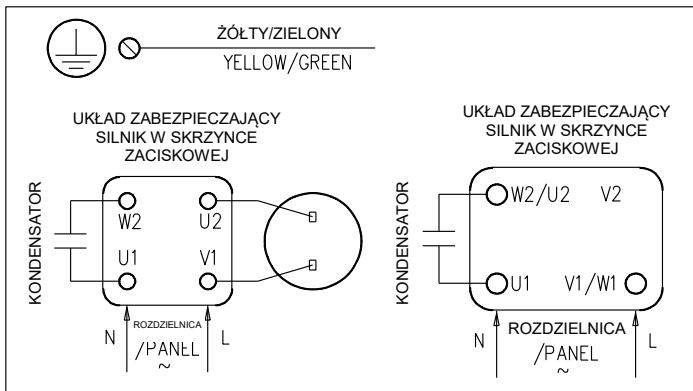 ŻÓŁTY/ZIELONY
YELLOW/GREEN
UKŁAD ZABEZPIECZAJĄCY
SILNIK W SKRZYNCE
ZACISKOWEJ
KONDENSATOR
W2 U2
U1 V1
N ROZDZIELNICA L
/PANEL
~
UKŁAD ZABEZPIECZAJĄCY
SILNIK W SKRZYNCE
ZACISKOWEJ
KONDENSATOR
W2/U2 V2
U1 V1/W1
N ROZDZIELNICA L
/PANEL
~